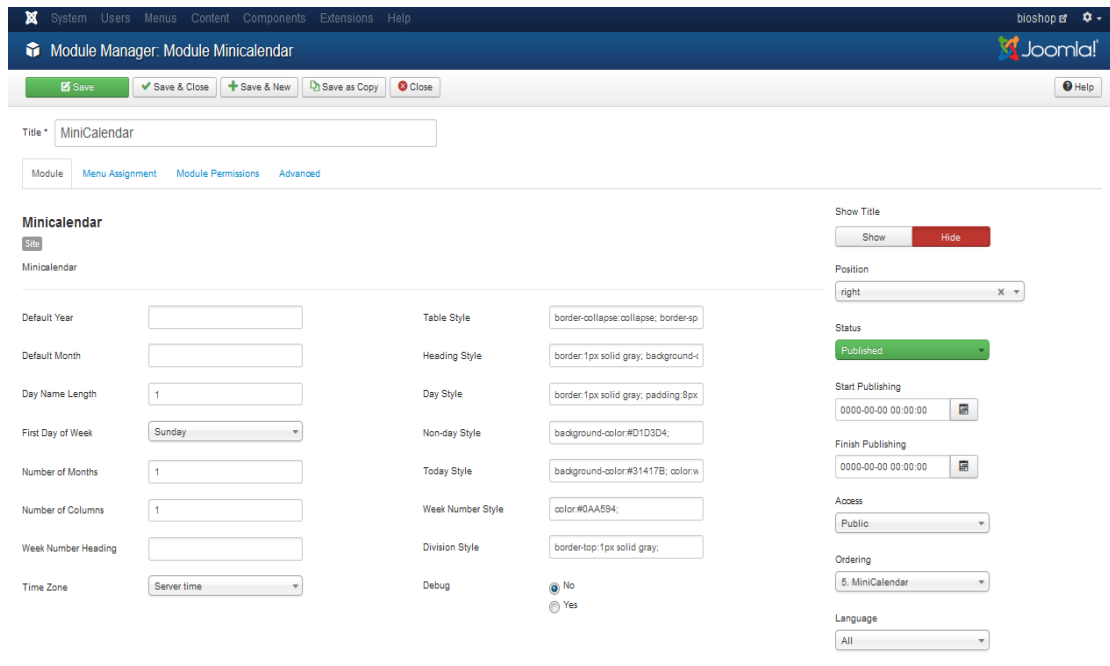 System Users Menus Content Components Extensions Help bioshop
Module Manager: Module Minicalendar Joomla!
Save Save & Close Save & New Save as Copy Close Help
Title * MiniCalendar
Module Menu Assignment Module Permissions Advanced
Minicalendar
Site
Minicalendar
Default Year
Default Month
Day Name Length 1
First Day of Week Sunday
Number of Months 1
Number of Columns 1
Week Number Heading
Time Zone Server time
Table Style border-collapse:collapse; border-sp
Heading Style border:1px solid gray; background-c
Day Style border:1px solid gray; padding:8px
Non-day Style background-color:#D1D3D4;
Today Style background-color:#31417B; color:w
Week Number Style color:#0AA594;
Division Style border-top:1px solid gray;
Debug No
Yes
Show Title
Show Hide
Position
right
Status
Published
Start Publishing
0000-00-00 00:00:00
Finish Publishing
0000-00-00 00:00:00
Access
Public
Ordering
5. MiniCalendar
Language
All